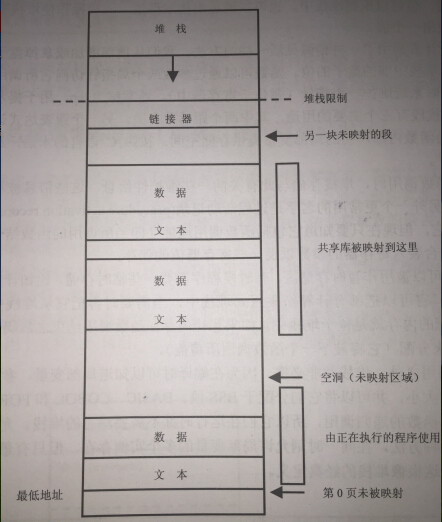 堆 栈
堆栈限制
链 接 器
另一块未映射的段
数 据
文 本
共享库被映射到这里
数 据
文 本
空洞（未映射区域）
数 据
由正在执行的程序使用
文 本
最低地址
第 0 页未被映射